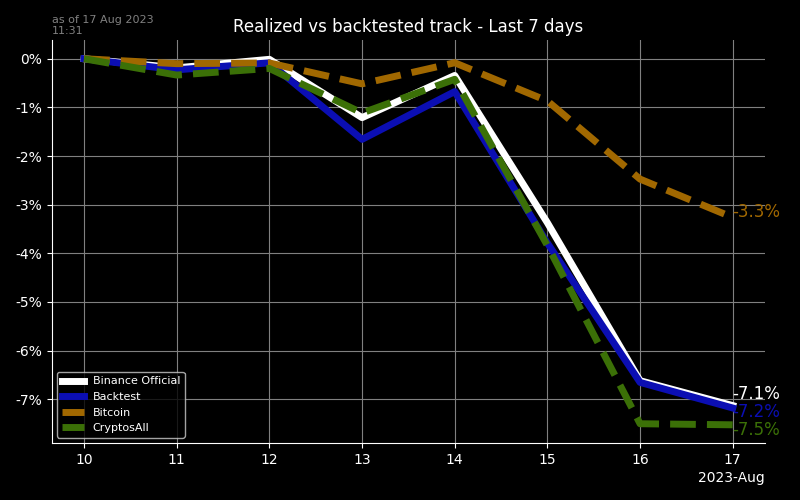 as of 17 Aug 2023
11:31
Realized vs backtested track - Last 7 days
0%
-1%
-2%
-3%
-4%
-5%
-6%
-7%
-3.3%
-7.1%
-7.2%
-7.5%
Binance Official
Backtest
Bitcoin
CryptosAll
10 11 12 13 14 15 16 17
2023-Aug